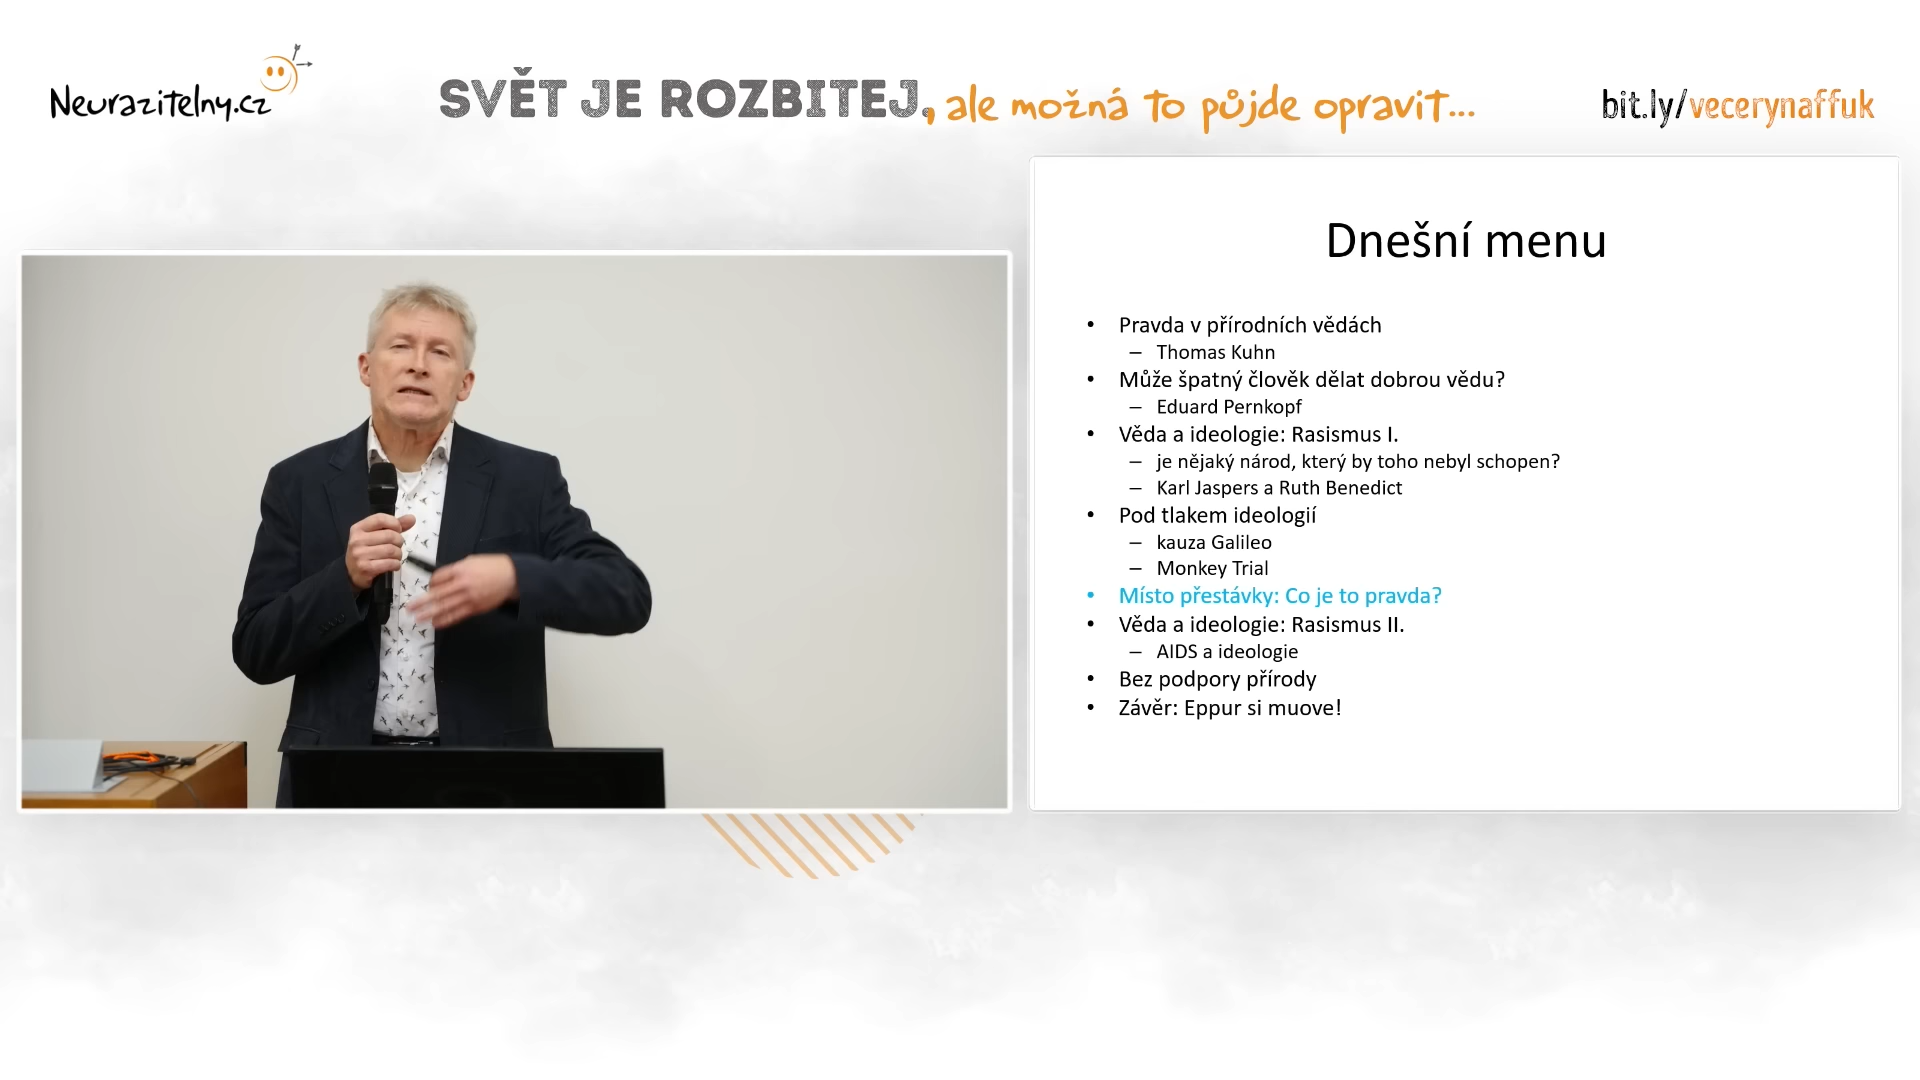 Neurazitelny.cz
SVĚT JE ROZBITEJ, ale možná to půjde opravit...
bit.ly/vecerynaffuk
Dnešní menu
• Pravda v přírodních vědách
– Thomas Kuhn
• Může špatný člověk dělat dobrou vědu?
– Eduard Pernkopf
• Věda a ideologie: Rasismus I.
– je nějaký národ, který by toho nebyl schopen?
– Karl Jaspers a Ruth Benedict
• Pod tlakem ideologií
– kauza Galileo
– Monkey Trial
• Místo přestávky: Co je to pravda?
• Věda a ideologie: Rasismus II.
– AIDS a ideologie
• Bez podpory přírody
• Závěr: Eppur si muove!